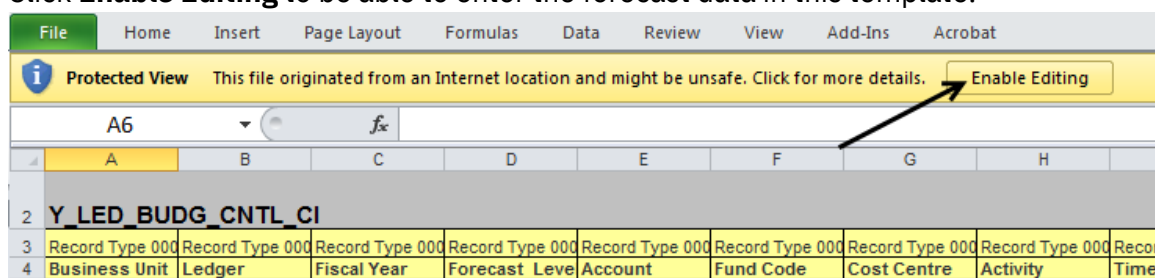 Click Enable Editing to be able to enter the forecast data in this template.
File Home Insert Page Layout Formulas Data Review View Add-Ins Acrobat
Protected View This file originated from an Internet location and might be unsafe. Click for more details. Enable Editing
A6 fx
A B C D E F G H
2 Y_LED_BUDG_CNTL_CI
3 Record Type 000 Record Type 000 Record Type 000 Record Type 000 Record Type 000 Record Type 000 Record Type 000 Record Type 000 Recor
4 Business Unit Ledger Fiscal Year Forecast Leve Account Fund Code Cost Centre Activity Time